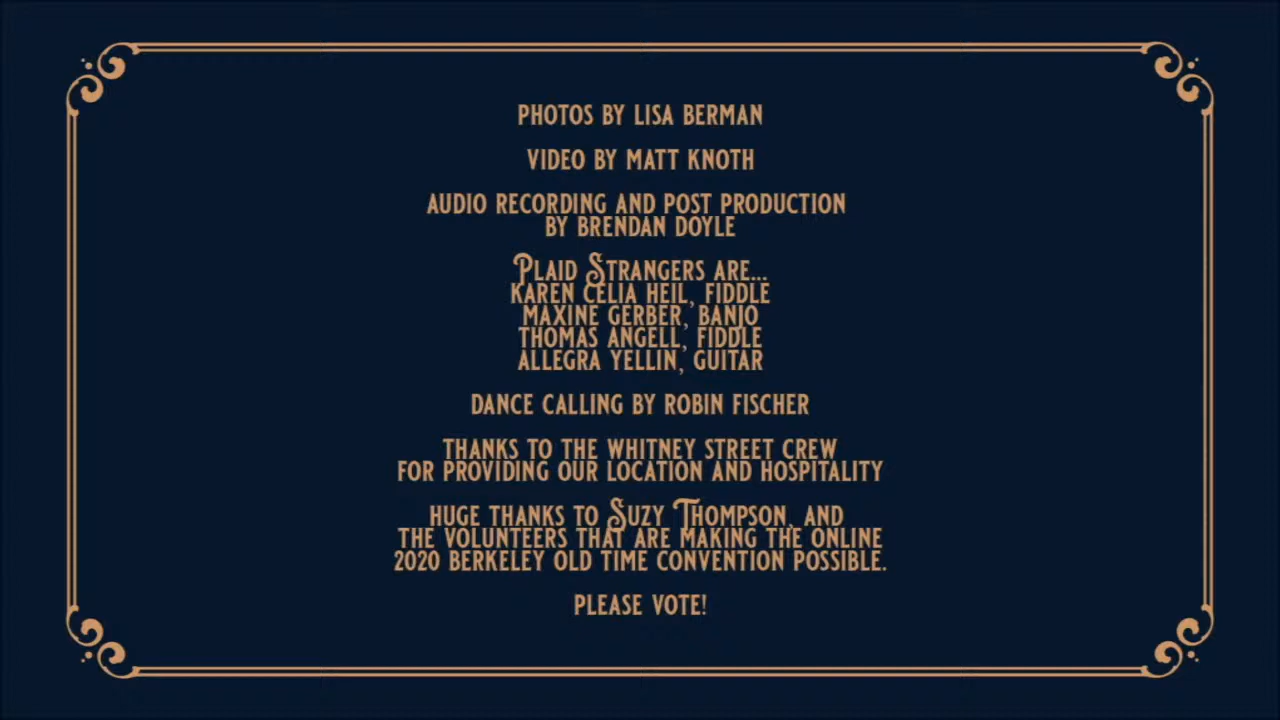 PHOTOS BY LISA BERMAN
VIDEO BY MATT KNOTH
AUDIO RECORDING AND POST PRODUCTION
BY BRENDAN DOYLE
PLAID STRANGERS ARE...
KAREN CELIA HEIL, FIDDLE
MAXINE GERBER, BANJO
THOMAS ANGELL, FIDDLE
ALLEGRA YELLIN, GUITAR
DANCE CALLING BY ROBIN FISCHER
THANKS TO THE WHITNEY STREET CREW
FOR PROVIDING OUR LOCATION AND HOSPITALITY
HUGE THANKS TO SUZY THOMPSON, AND
THE VOLUNTEERS THAT ARE MAKING THE ONLINE
2020 BERKELEY OLD TIME CONVENTION POSSIBLE.
PLEASE VOTE!